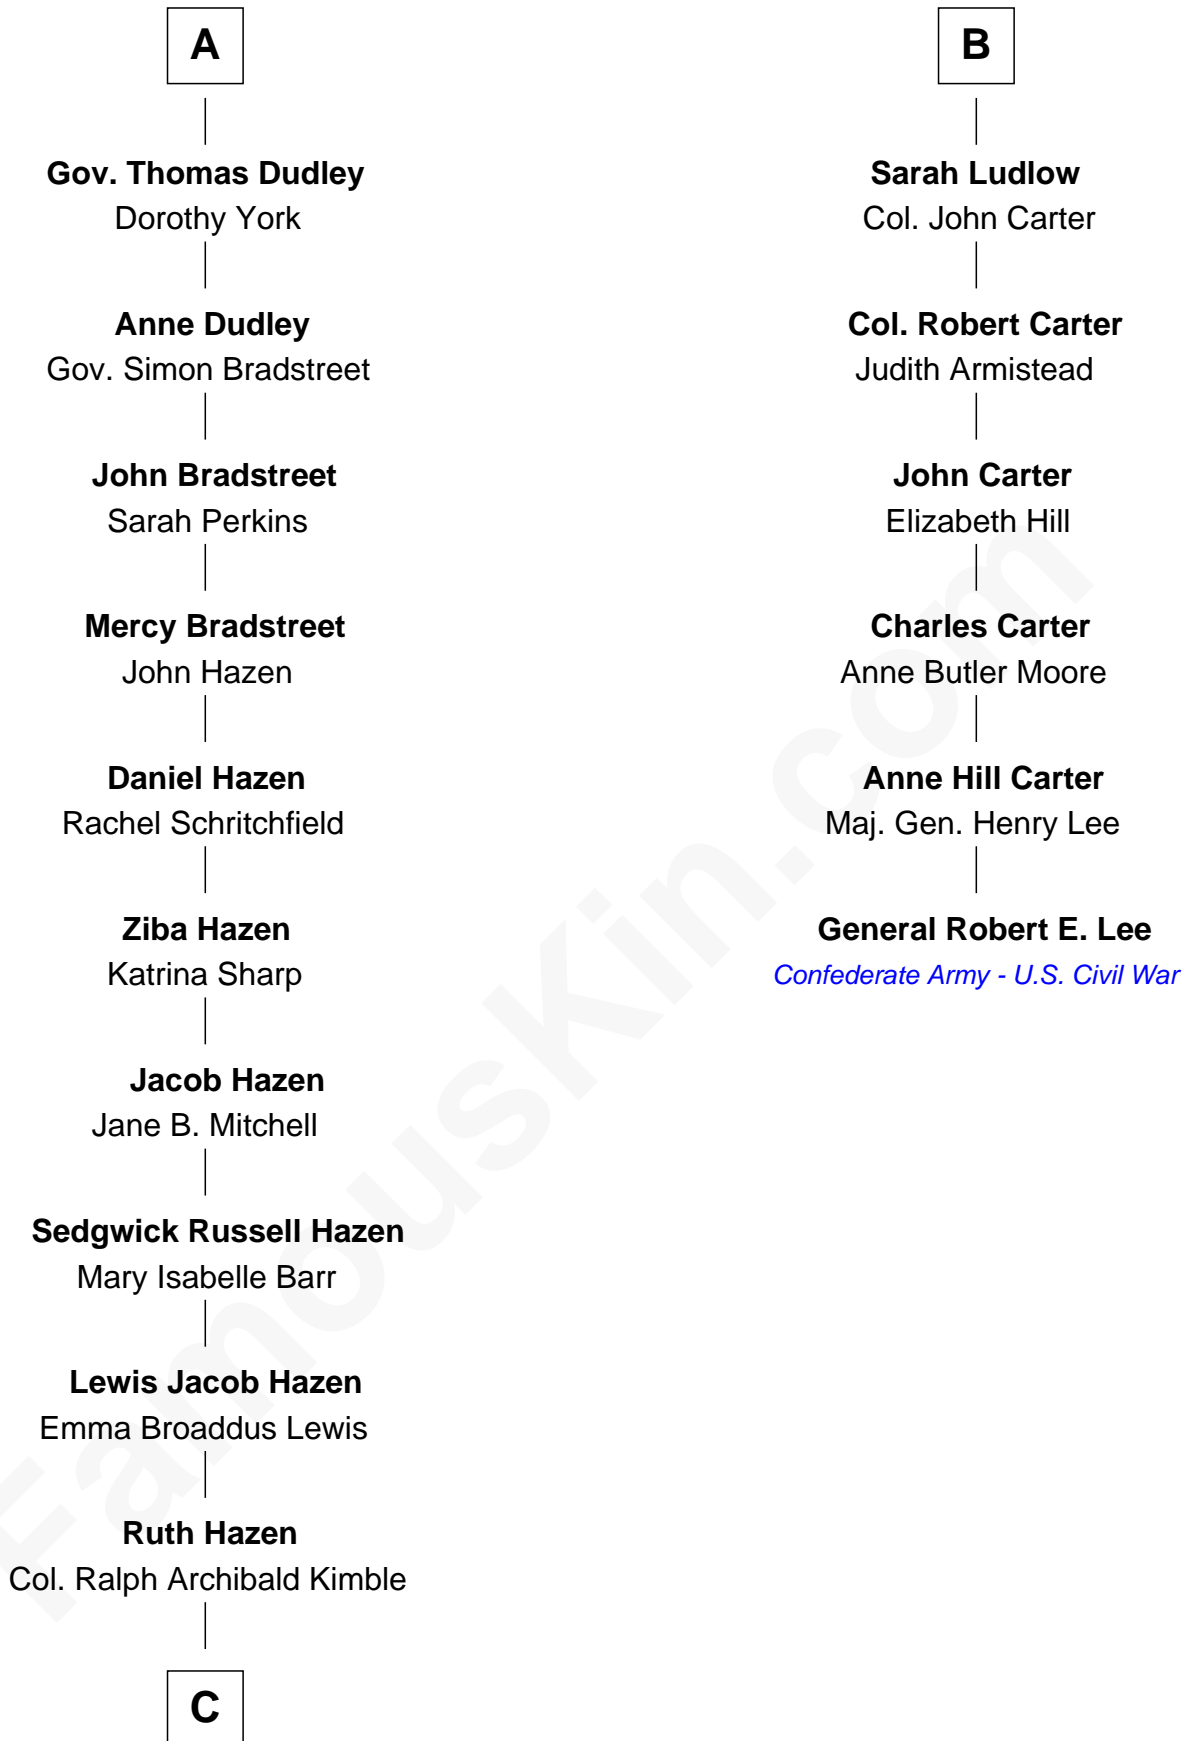 A
Gov. Thomas Dudley
Dorothy York
Anne Dudley
Gov. Simon Bradstreet
John Bradstreet
Sarah Perkins
Mercy Bradstreet
John Hazen
Daniel Hazen
Rachel Schritchfield
Ziba Hazen
Katrina Sharp
Jacob Hazen
Jane B. Mitchell
Sedgwick Russell Hazen
Mary Isabelle Barr
Lewis Jacob Hazen
Emma Broaddus Lewis
Ruth Hazen
Col. Ralph Archibald Kimble
C
B
Sarah Ludlow
Col. John Carter
Col. Robert Carter
Judith Armistead
John Carter
Elizabeth Hill
Charles Carter
Anne Butler Moore
Anne Hill Carter
Maj. Gen. Henry Lee
General Robert E. Lee
Confederate Army - U.S. Civil War
FamousKin.com